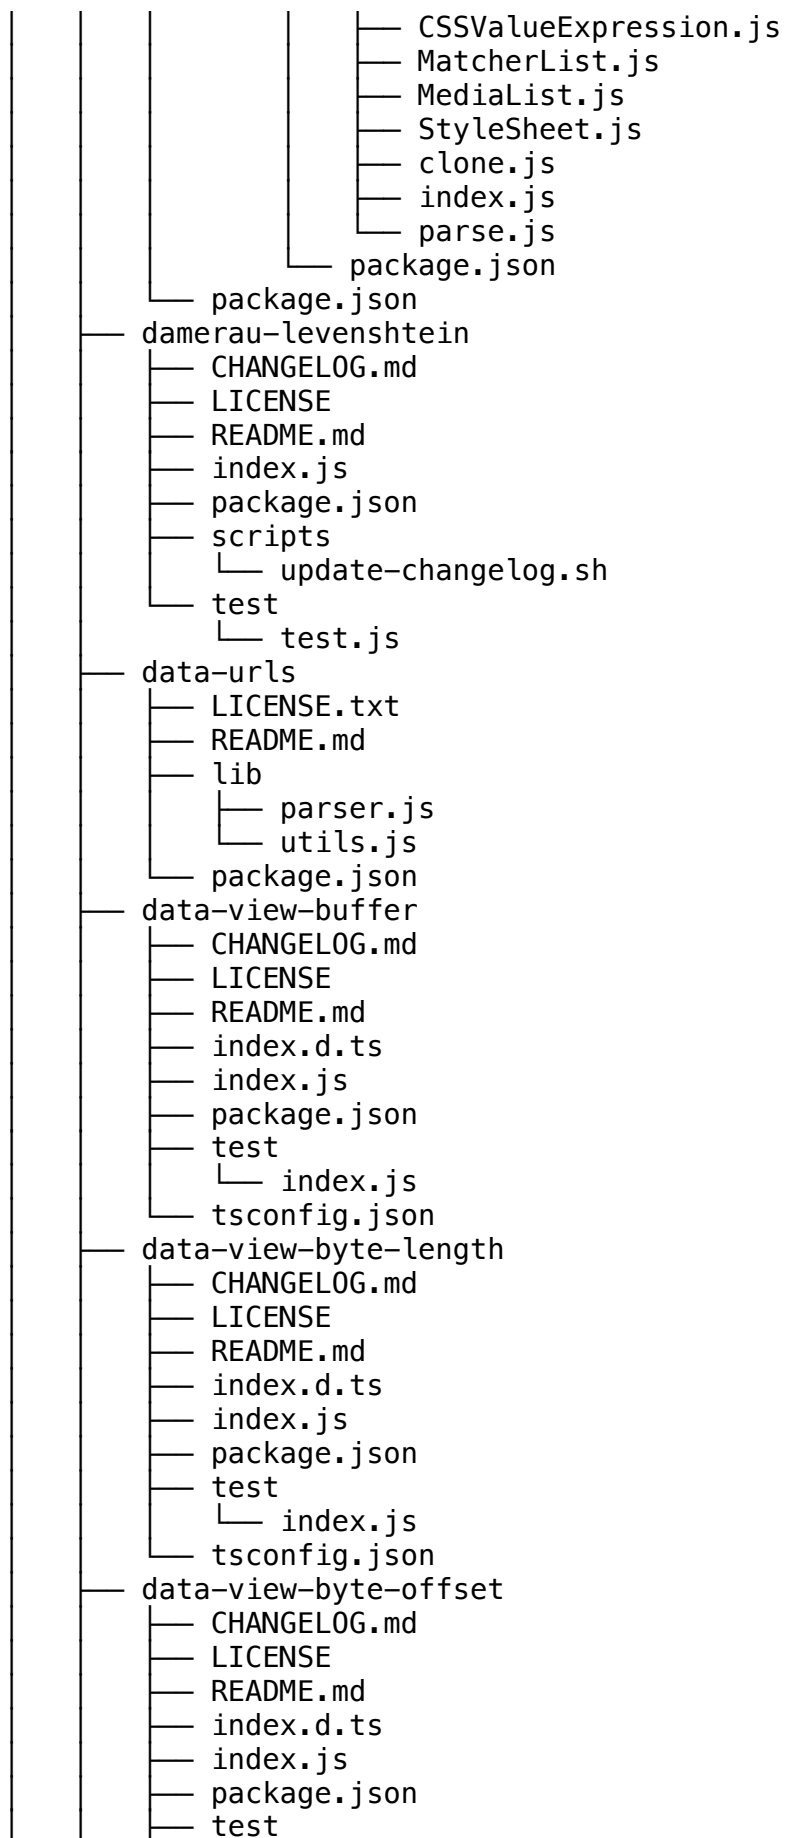 │   │   │       │   ├── CSSValueExpression.js
│   │   │       │   ├── MatcherList.js
│   │   │       │   ├── MediaList.js
│   │   │       │   ├── StyleSheet.js
│   │   │       │   ├── clone.js
│   │   │       │   ├── index.js
│   │   │       │   └── parse.js
│   │   │       └── package.json
│   │   └── package.json
│   ├── damerau-levenshtein
│   │   ├── CHANGELOG.md
│   │   ├── LICENSE
│   │   ├── README.md
│   │   ├── index.js
│   │   ├── package.json
│   │   ├── scripts
│   │   │   └── update-changelog.sh
│   │   └── test
│   │       └── test.js
│   ├── data-urls
│   │   ├── LICENSE.txt
│   │   ├── README.md
│   │   ├── lib
│   │   │   ├── parser.js
│   │   │   └── utils.js
│   │   └── package.json
│   ├── data-view-buffer
│   │   ├── CHANGELOG.md
│   │   ├── LICENSE
│   │   ├── README.md
│   │   ├── index.d.ts
│   │   ├── index.js
│   │   ├── package.json
│   │   ├── test
│   │   │   └── index.js
│   │   └── tsconfig.json
│   ├── data-view-byte-length
│   │   ├── CHANGELOG.md
│   │   ├── LICENSE
│   │   ├── README.md
│   │   ├── index.d.ts
│   │   ├── index.js
│   │   ├── package.json
│   │   ├── test
│   │   │   └── index.js
│   │   └── tsconfig.json
│   ├── data-view-byte-offset
│   │   ├── CHANGELOG.md
│   │   ├── LICENSE
│   │   ├── README.md
│   │   ├── index.d.ts
│   │   ├── index.js
│   │   ├── package.json
│   │   ├── test